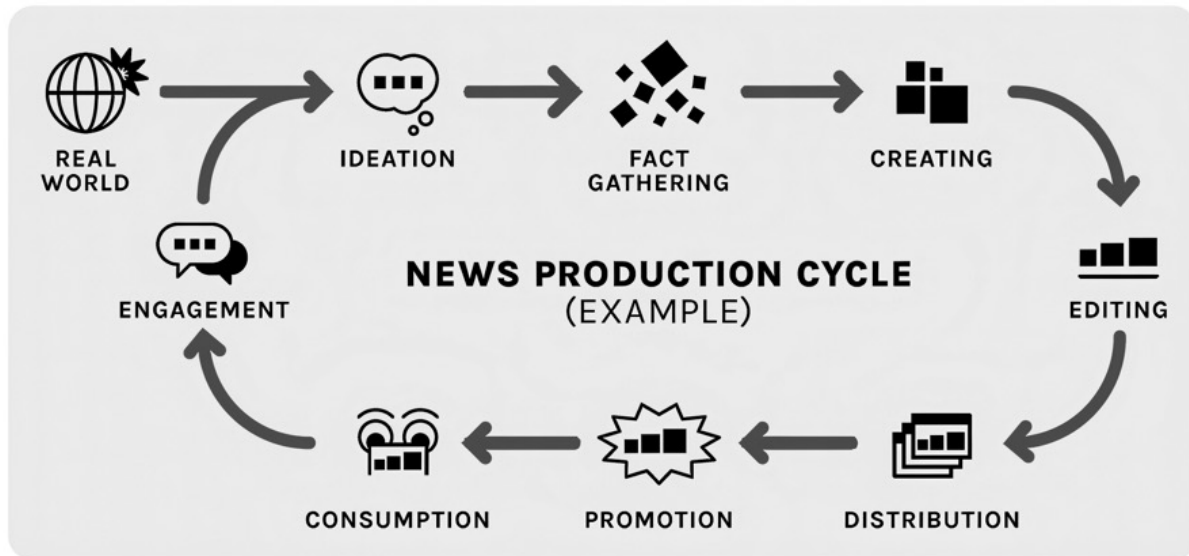 REAL
WORLD
IDEATION
FACT
GATHERING
CREATING
ENGAGEMENT
NEWS PRODUCTION CYCLE
(EXAMPLE)
EDITING
CONSUMPTION
PROMOTION
DISTRIBUTION